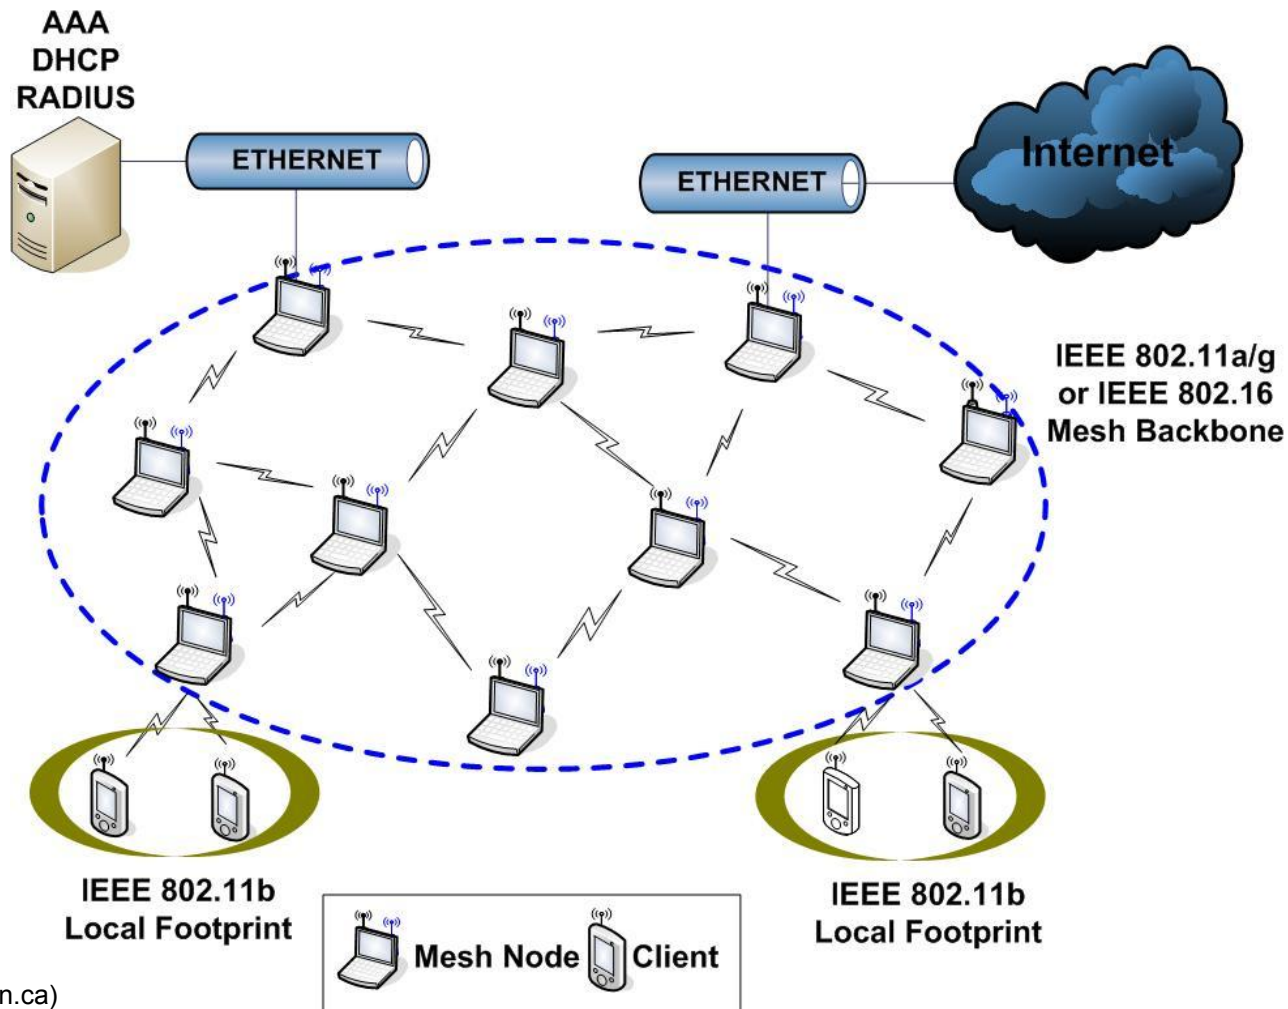 AAA
DHCP
RADIUS
ETHERNET
ETHERNET
Internet
IEEE 802.11a/g
or IEEE 802.16
Mesh Backbone
IEEE 802.11b
Local Footprint
IEEE 802.11b
Local Footprint
Mesh Node
Client
n.ca)